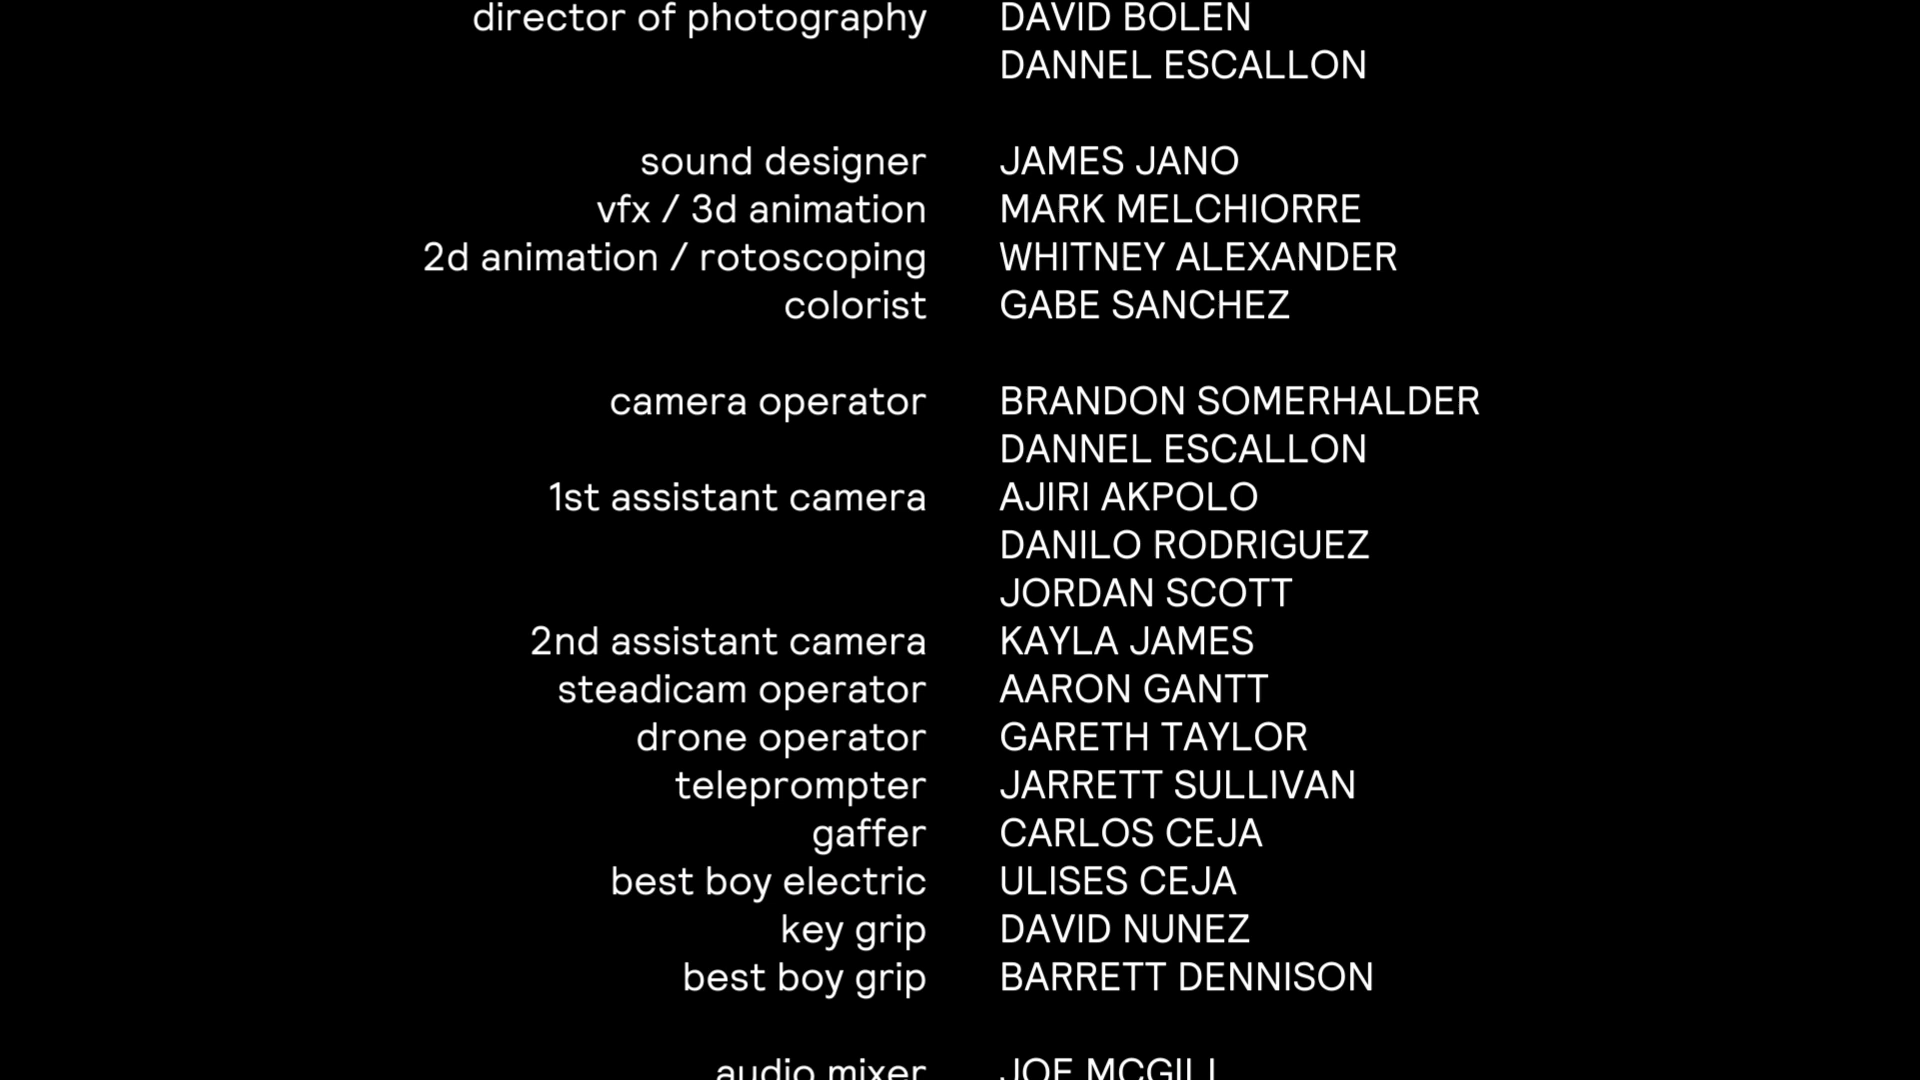 director of photography DAVID BOLEN
DANNEL ESCALLON
sound designer JAMES JANO
vfx / 3d animation MARK MELCHIORRE
2d animation / rotoscoping WHITNEY ALEXANDER
colorist GABE SANCHEZ
camera operator BRANDON SOMERHALDER
DANNEL ESCALLON
1st assistant camera AJIRI AKPOLO
DANILO RODRIGUEZ
JORDAN SCOTT
2nd assistant camera KAYLA JAMES
steadicam operator AARON GANTT
drone operator GARETH TAYLOR
teleprompter JARRETT SULLIVAN
gaffer CARLOS CEJA
best boy electric ULISES CEJA
key grip DAVID NUNEZ
best boy grip BARRETT DENNISON
audio mixer JOE MCGILL